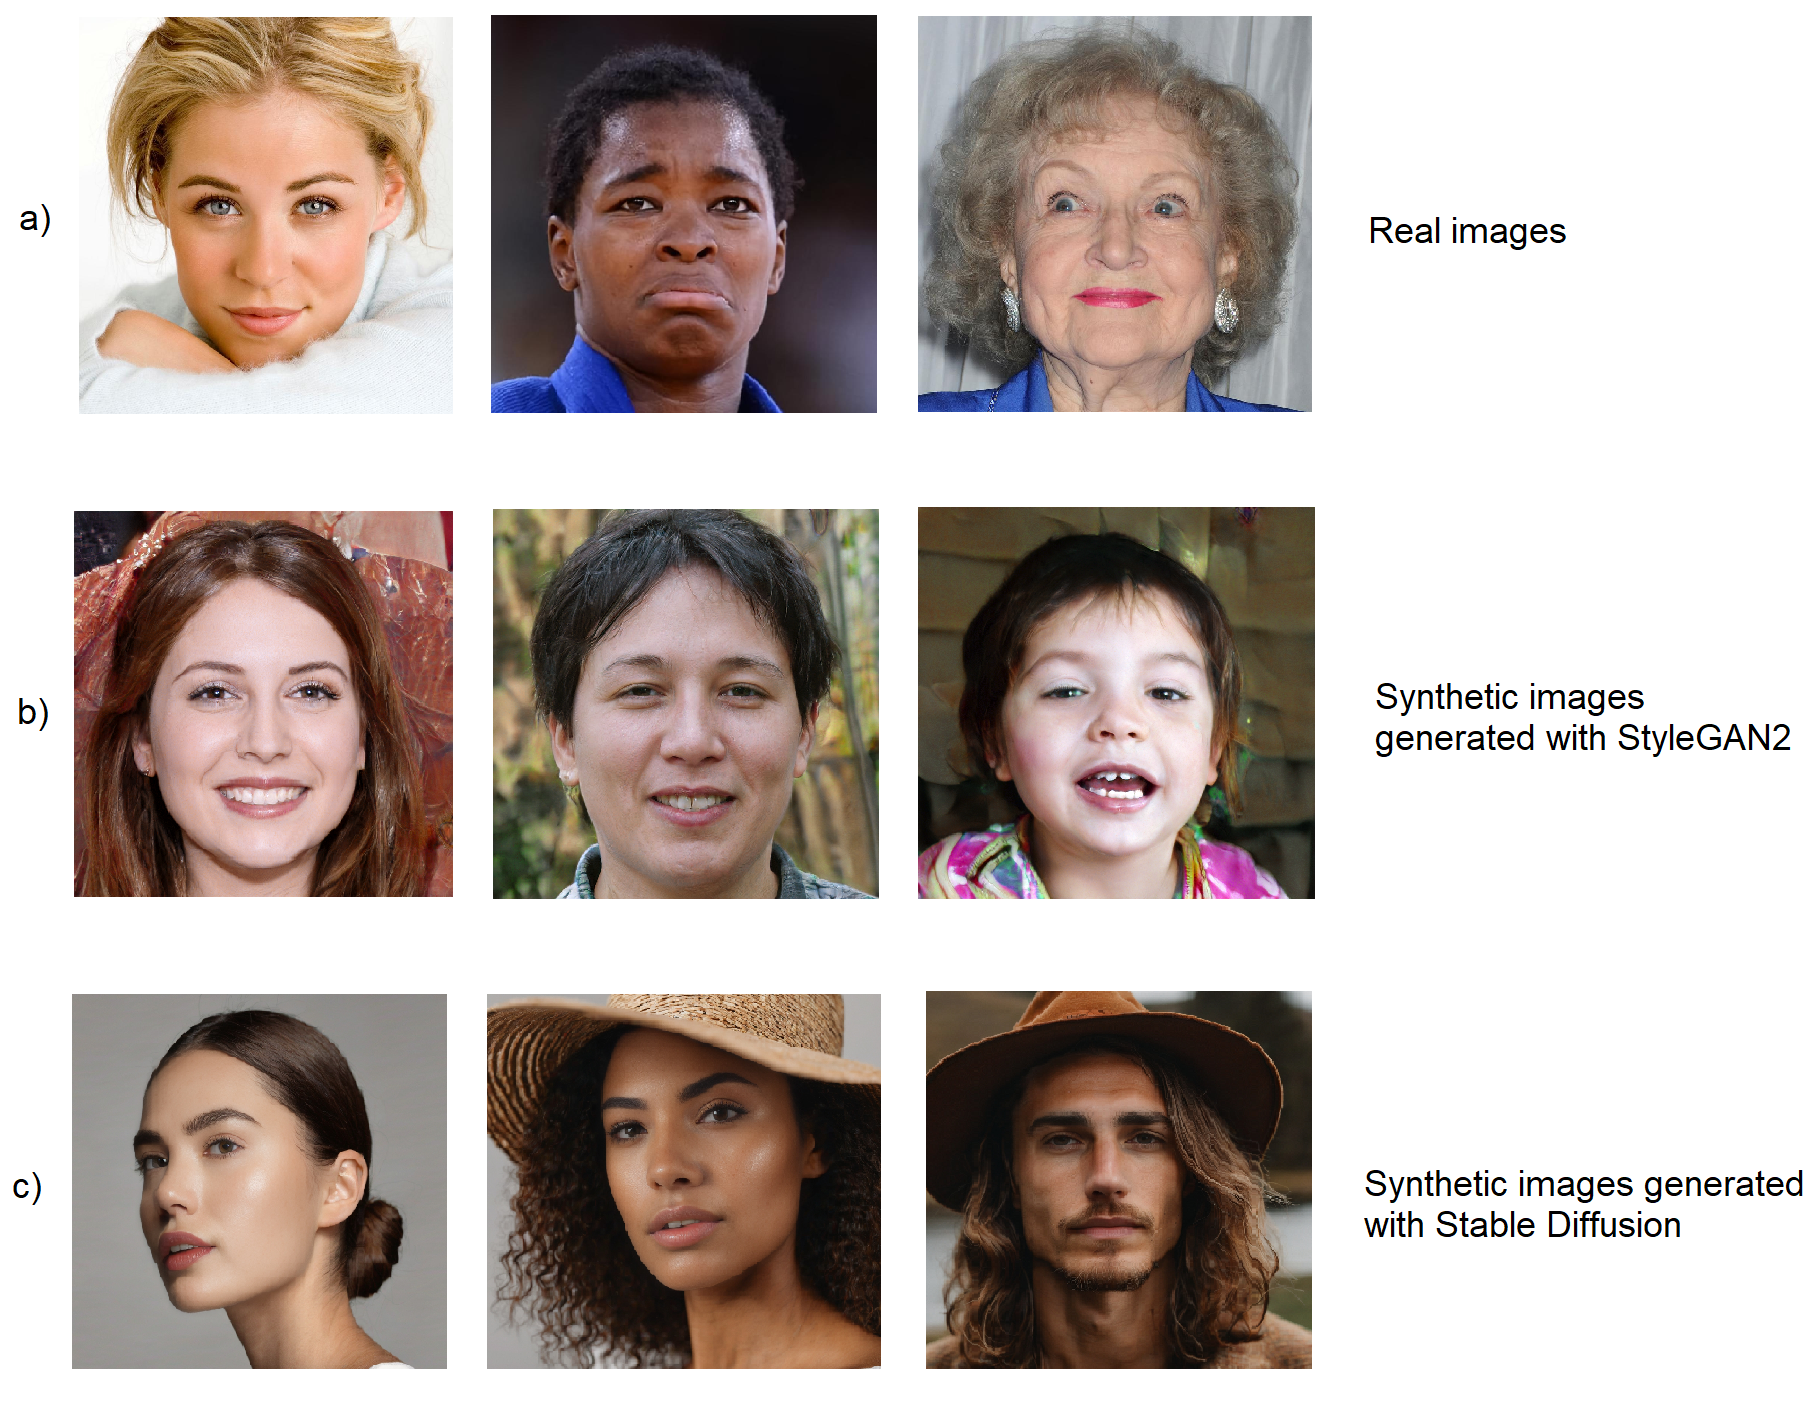 a)
Real images
b)
Synthetic images
generated with StyleGAN2
c)
Synthetic images generated
with Stable Diffusion